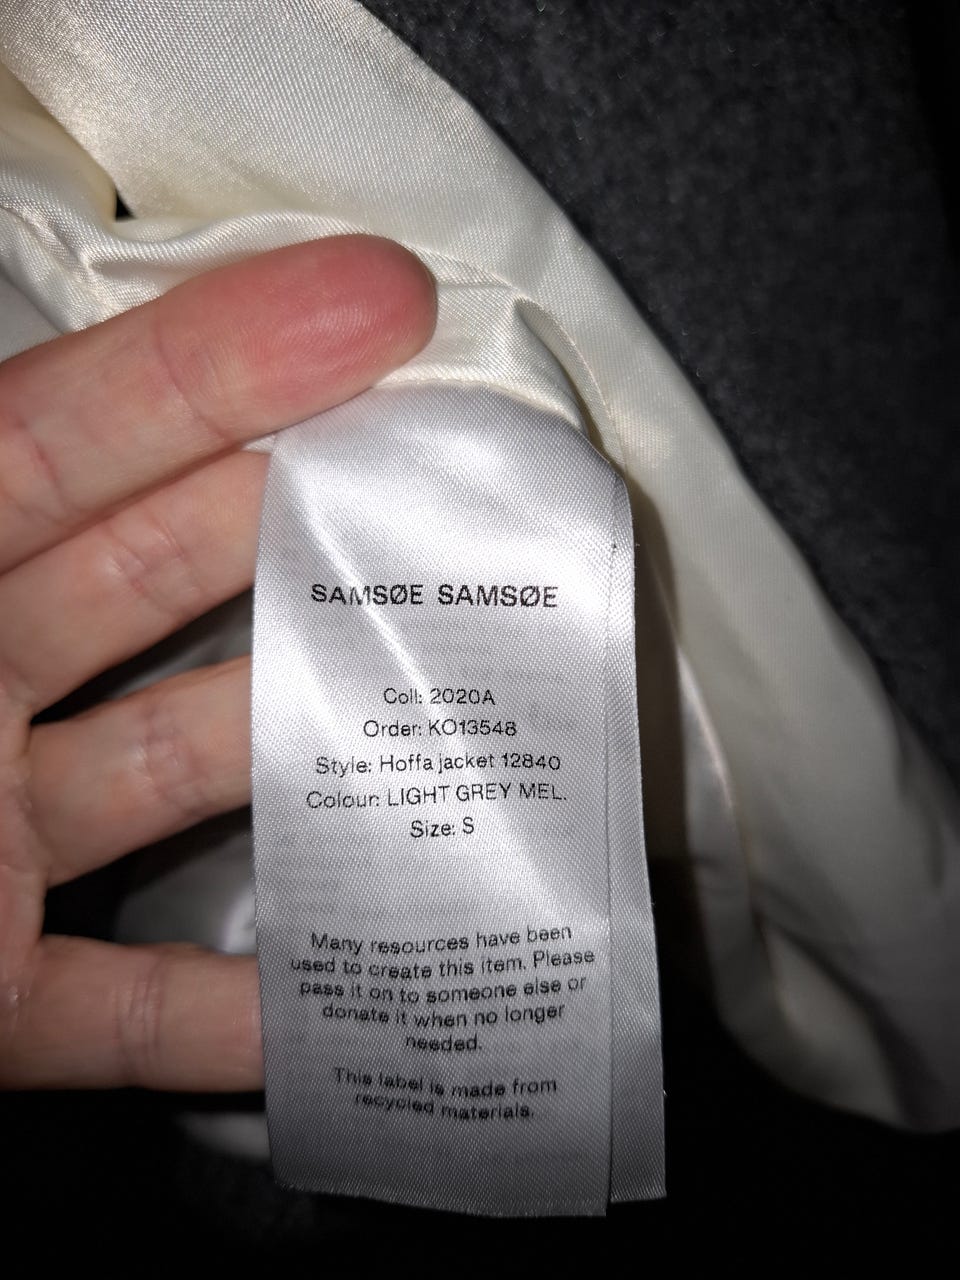 SAMSØE SAMSØE
Coll: 2020A
Order: KO13548
Style: Hoffa jacket 12840
Colour: LIGHT GREY MEL.
Size: S
Many resources have been
used to create this item. Please
pass it on to someone else or
donate it when no longer
needed.
This label is made from
recycled materials.